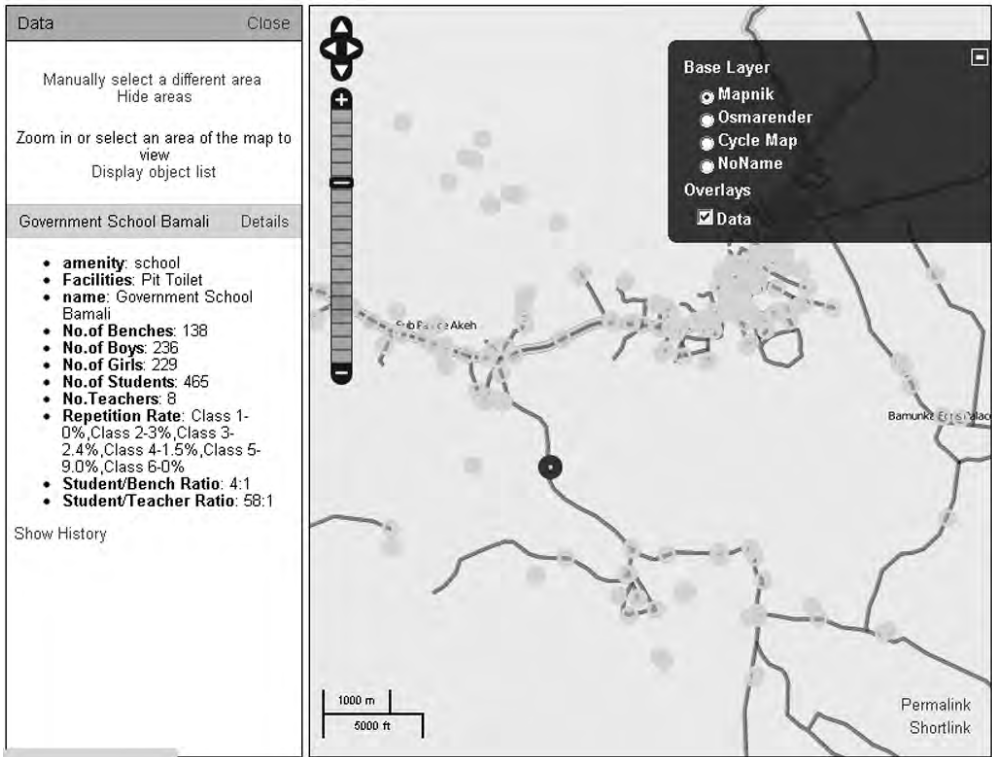 Data Close
Manually select a different area
Hide areas
Zoom in or select an area of the map to
view
Display object list
Government School Bamali Details
amenity: school
Facilities: Pit Toilet
name: Government School
Bamali
No.of Benches: 138
No.of Boys: 236
No.of Girls: 229
No.of Students: 465
No.Teachers: 8
Repetition Rate: Class 1-
0%,Class 2-3%,Class 3-
2.4%,Class 4-1.5%,Class 5-
9.0%,Class 6-0%
Student/Bench Ratio: 4:1
Student/Teacher Ratio: 58:1
Show History
Base Layer
Mapnik
Osmarender
Cycle Map
NoName
Overlays
Data
Akeh
1000 m
5000 ft
Permalink
Shortlink